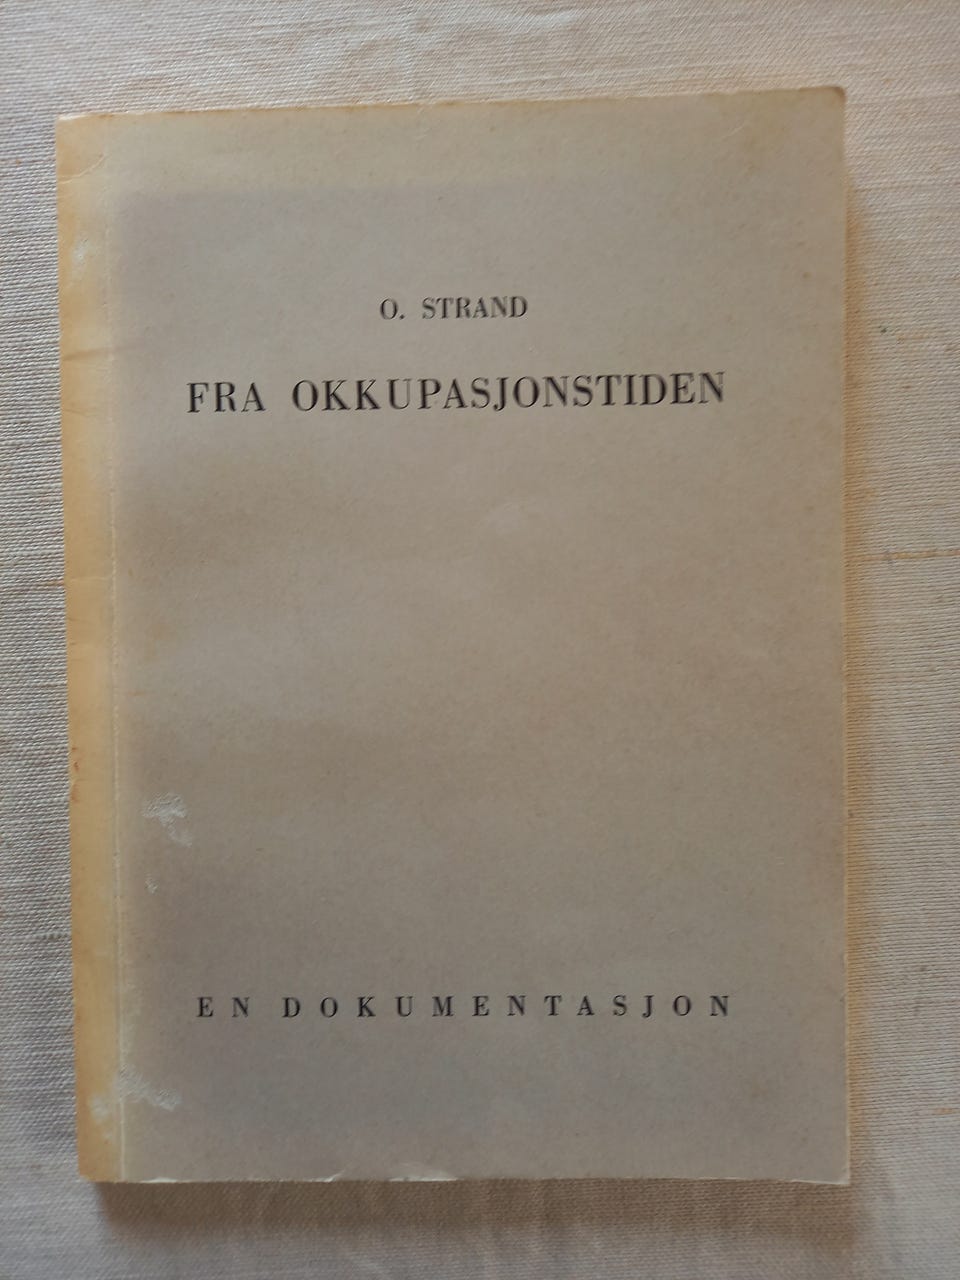 O. STRAND
FRA OKKUPASJONSTIDEN
EN DOKUMENTASJON